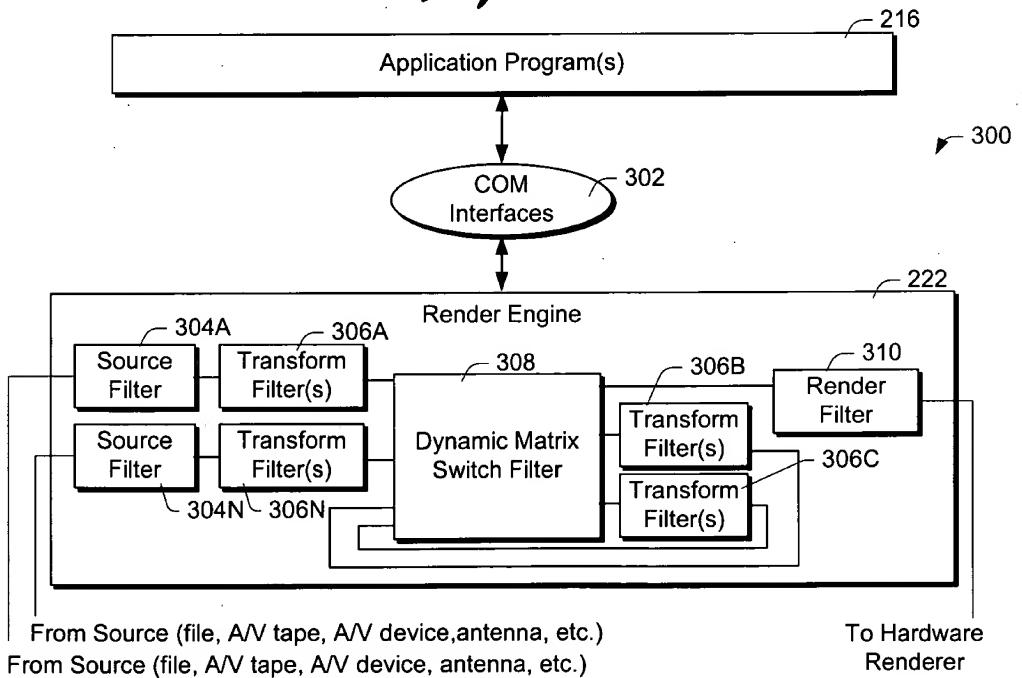 216
Application Program(s)
300
COM
Interfaces
302
222
Render Engine
304A
306A
Source
Filter
Transform
Filter(s)
308
306B
310
Render
Filter
Dynamic Matrix
Switch Filter
Transform
Filter(s)
Source
Filter
Transform
Filter(s)
306C
Transform
Filter(s)
304N
306N
From Source (file, A/V tape, A/V device,antenna, etc.)
From Source (file, A/V tape, A/V device, antenna, etc.)
To Hardware
Renderer